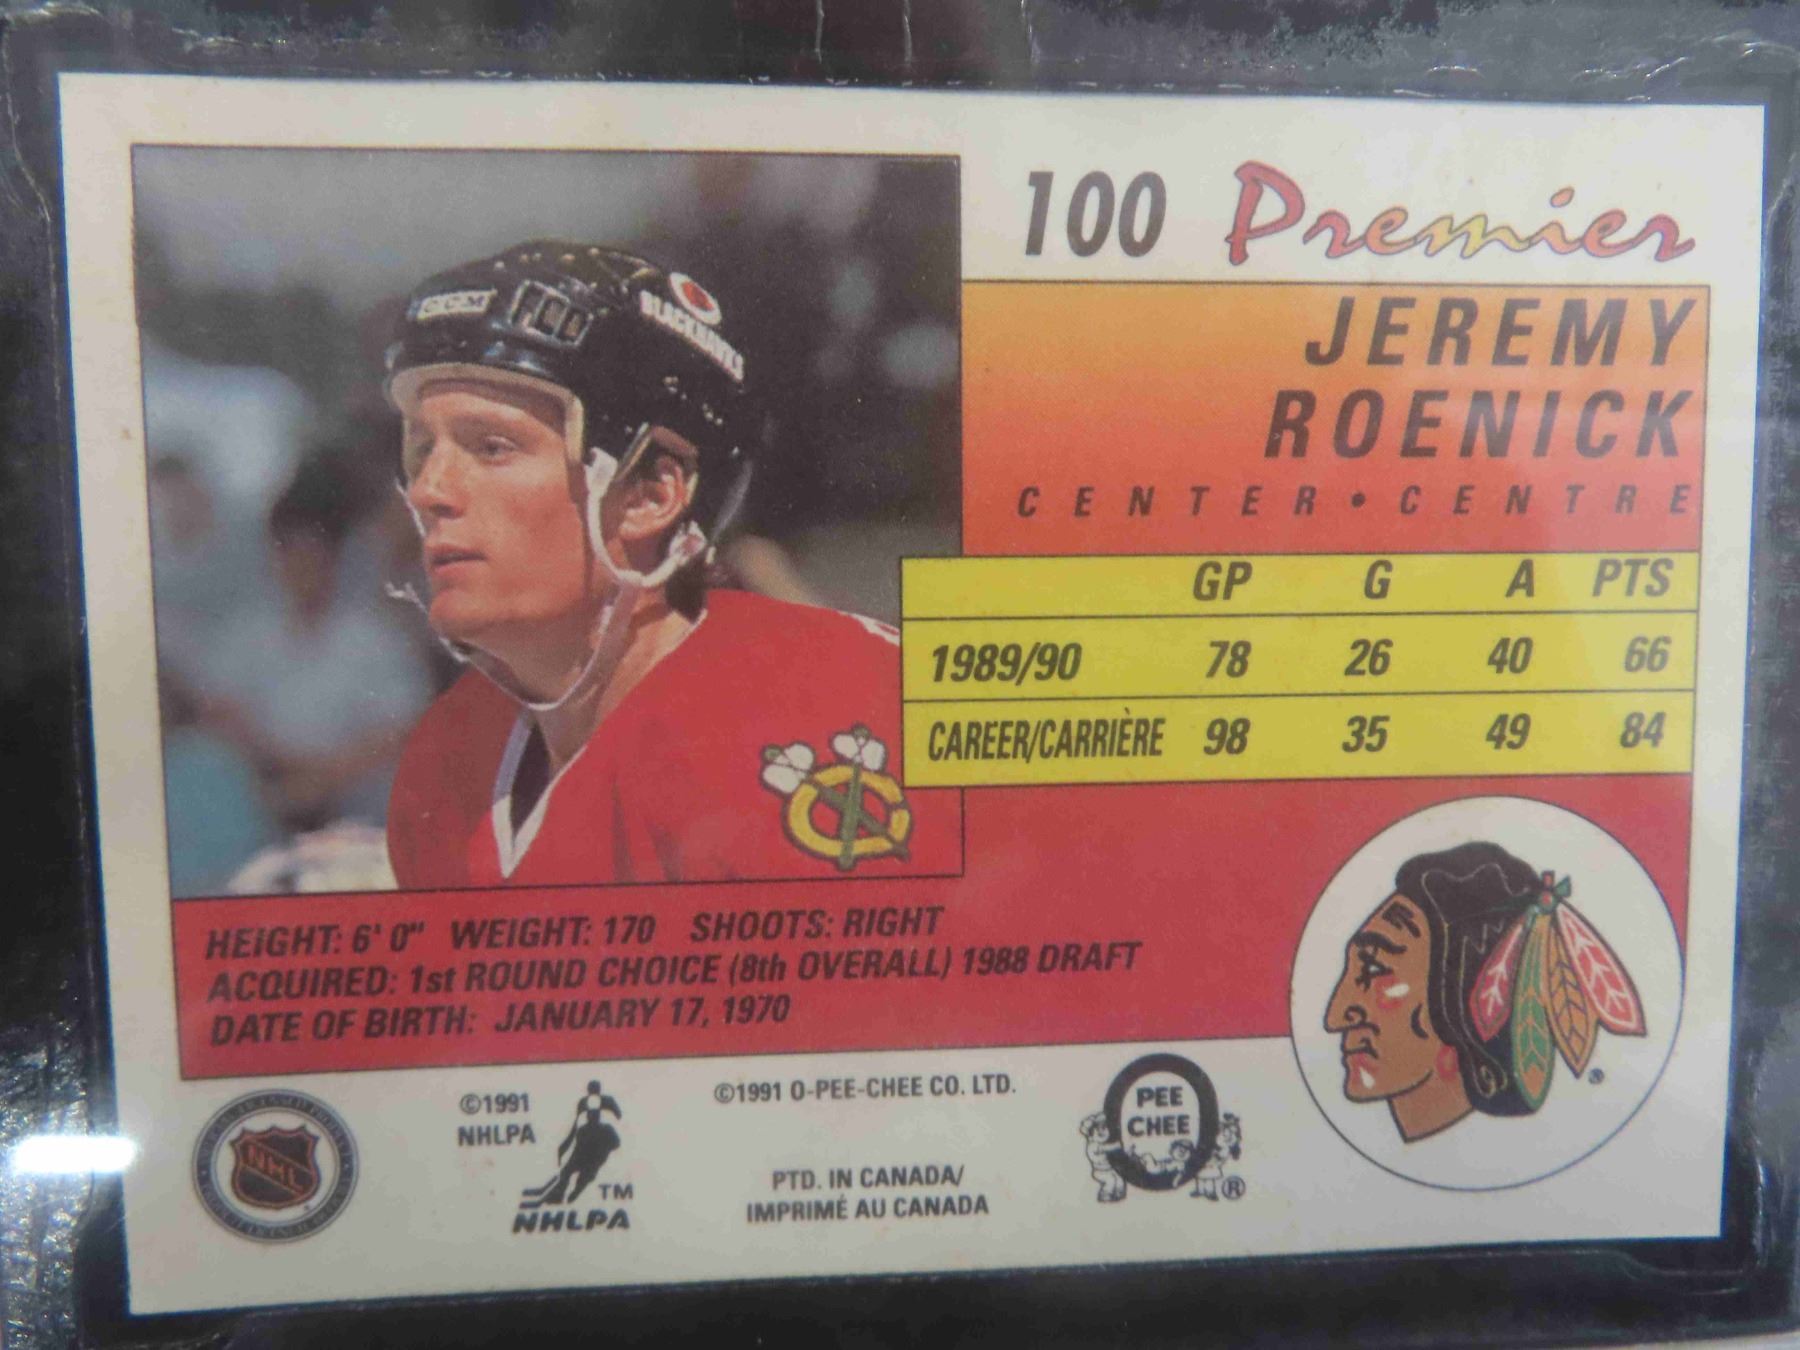 100 Premier
JEREMY
ROENICK
CENTER • CENTRE
GP G A PTS
1989/90 78 26 40 66
CAREER/CARRIÈRE 98 35 49 84
CCM
BLACKHAWKS
HEIGHT: 6' 0" WEIGHT: 170 SHOOTS: RIGHT
ACQUIRED: 1st ROUND CHOICE (8th OVERALL) 1988 DRAFT
DATE OF BIRTH: JANUARY 17, 1970
NHL
©1991
NHLPA
TM
NHLPA
©1991 O-PEE-CHEE CO. LTD.
PTD. IN CANADA/
IMPRIMÉ AU CANADA
PEE
CHEE
®
®